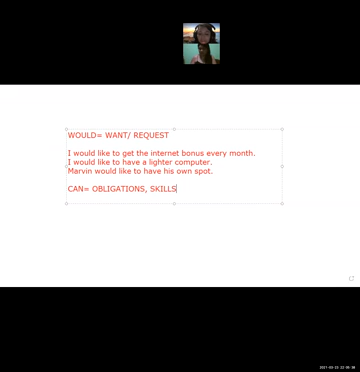 WOULD= WANT/ REQUEST
I would like to get the internet bonus every month.
I would like to have a lighter computer.
Marvin would like to have his own spot.
CAN= OBLIGATIONS, SKILLS